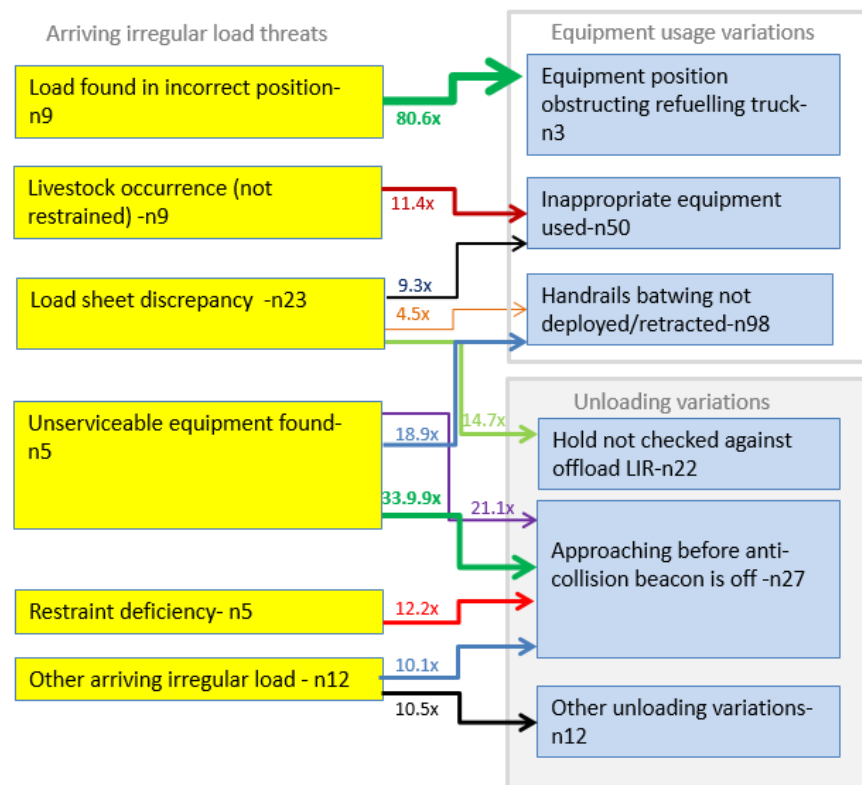 Arriving irregular load threats
Equipment usage variations
Load found in incorrect position-
n9
80.6x
Equipment position
obstructing refuelling truck-
n3
Livestock occurrence (not
restrained) -n9
11.4x
Inappropriate equipment
used-n50
Load sheet discrepancy -n23
9.3x
4.5x
Handrails batwing not
deployed/retracted-n98
Unloading variations
Unserviceable equipment found-
n5
18.9x
14.7x
Hold not checked against
offload LIR-n22
33.9.9x
21.1x
Approaching before anti-
collision beacon is off -n27
Restraint deficiency- n5
12.2x
Other arriving irregular load - n12
10.1x
10.5x
Other unloading variations-
n12